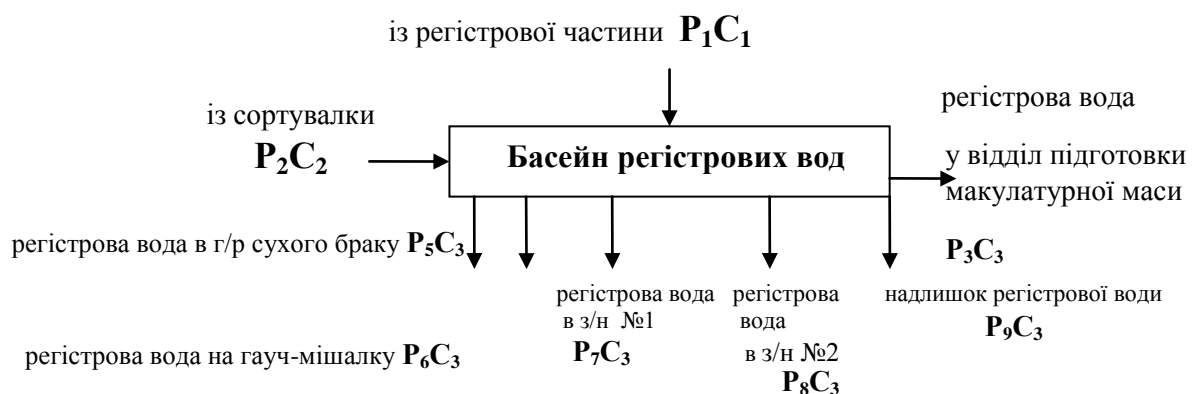 із регістрової частини P₁C₁
регістрова вода
із сортувалки
P₂C₂
Басейн регістрових вод
у відділ підготовки
макулатурної маси
регістрова вода в г/р сухого браку P₅C₃
P₃C₃
регістрова вода
в з/н №1
P₇C₃
регістрова
вода
в з/н №2
P₈C₃
надлишок регістрової води
P₉C₃
регістрова вода на гауч-мішалку P₆C₃